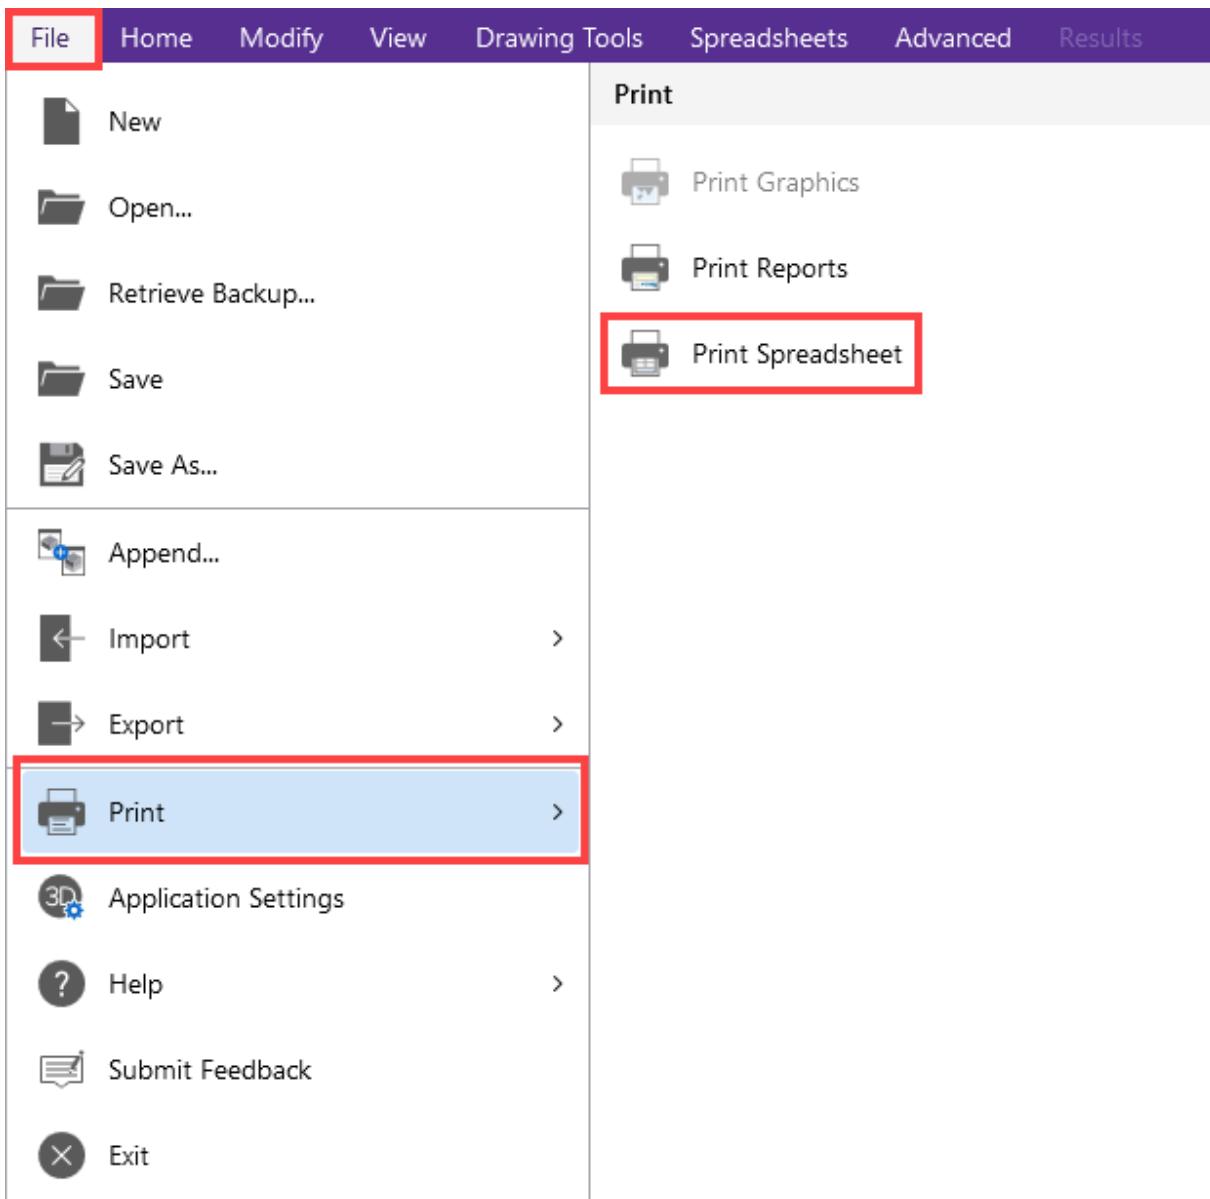 File Home Modify View Drawing Tools Spreadsheets Advanced Results
New
Open...
Retrieve Backup...
Save
Save As...
Append...
Import
Export
Print
3D
Application Settings
?
Help
Submit Feedback
Exit
Print
Print Graphics
Print Reports
Print Spreadsheet